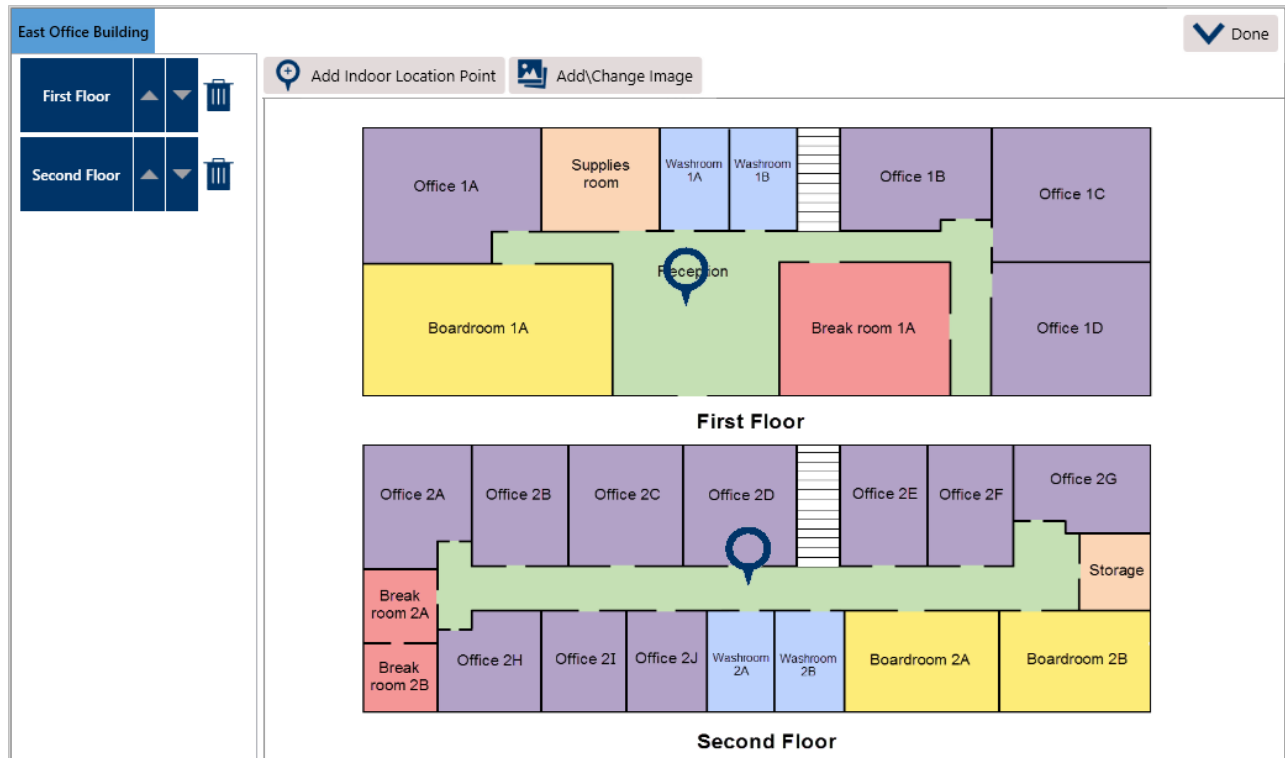 East Office Building
Done
First Floor
Second Floor
Add Indoor Location Point
Add\Change Image
Office 1A
Supplies
room
Washroom
1A
Washroom
1B
Office 1B
Office 1C
Reception
Boardroom 1A
Break room 1A
Office 1D
First Floor
Office 2A
Office 2B
Office 2C
Office 2D
Office 2E
Office 2F
Office 2G
Storage
Break
room 2A
Break
room 2B
Office 2H
Office 2I
Office 2J
Washroom
2A
Washroom
2B
Boardroom 2A
Boardroom 2B
Second Floor